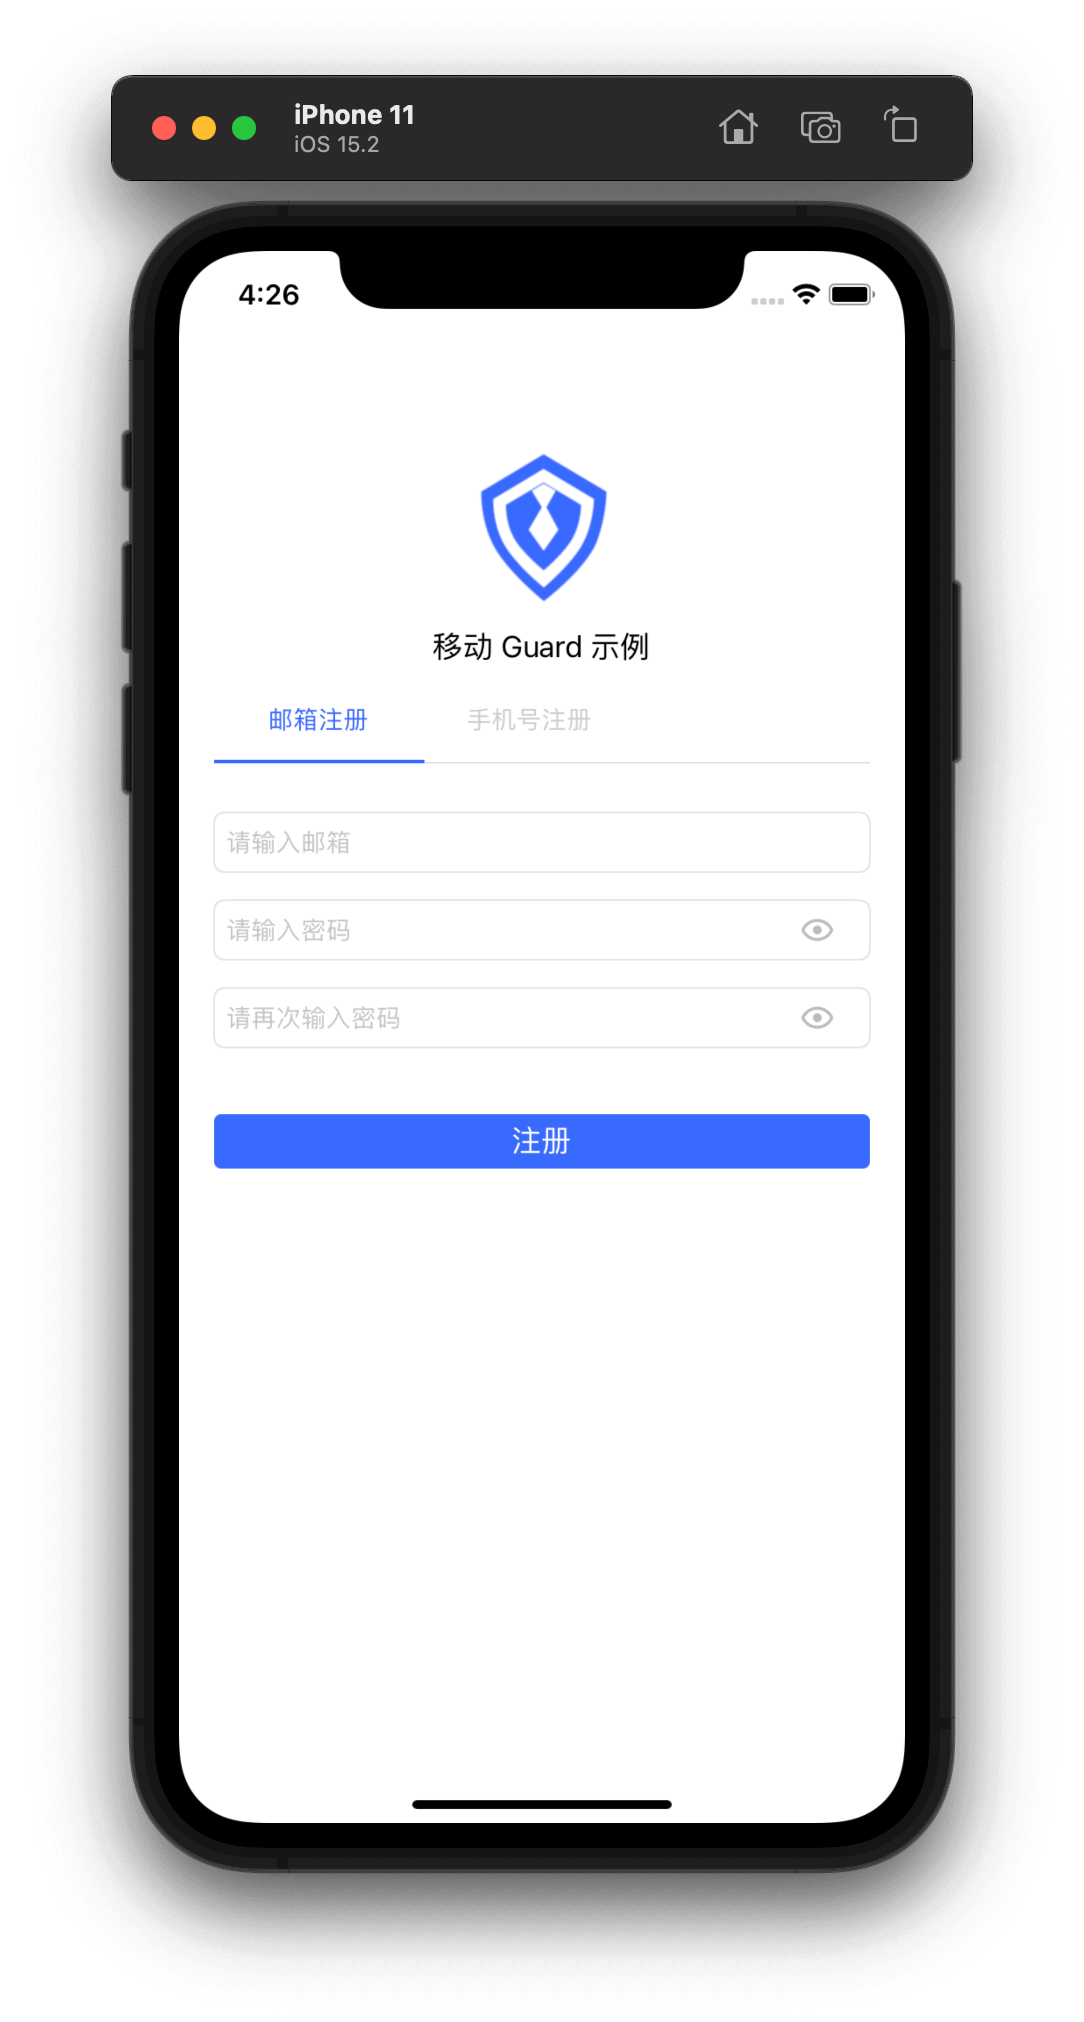 iPhone 11
iOS 15.2
4:26
移动 Guard 示例
邮箱注册 手机号注册
请输入邮箱
请输入密码
请再次输入密码
注册